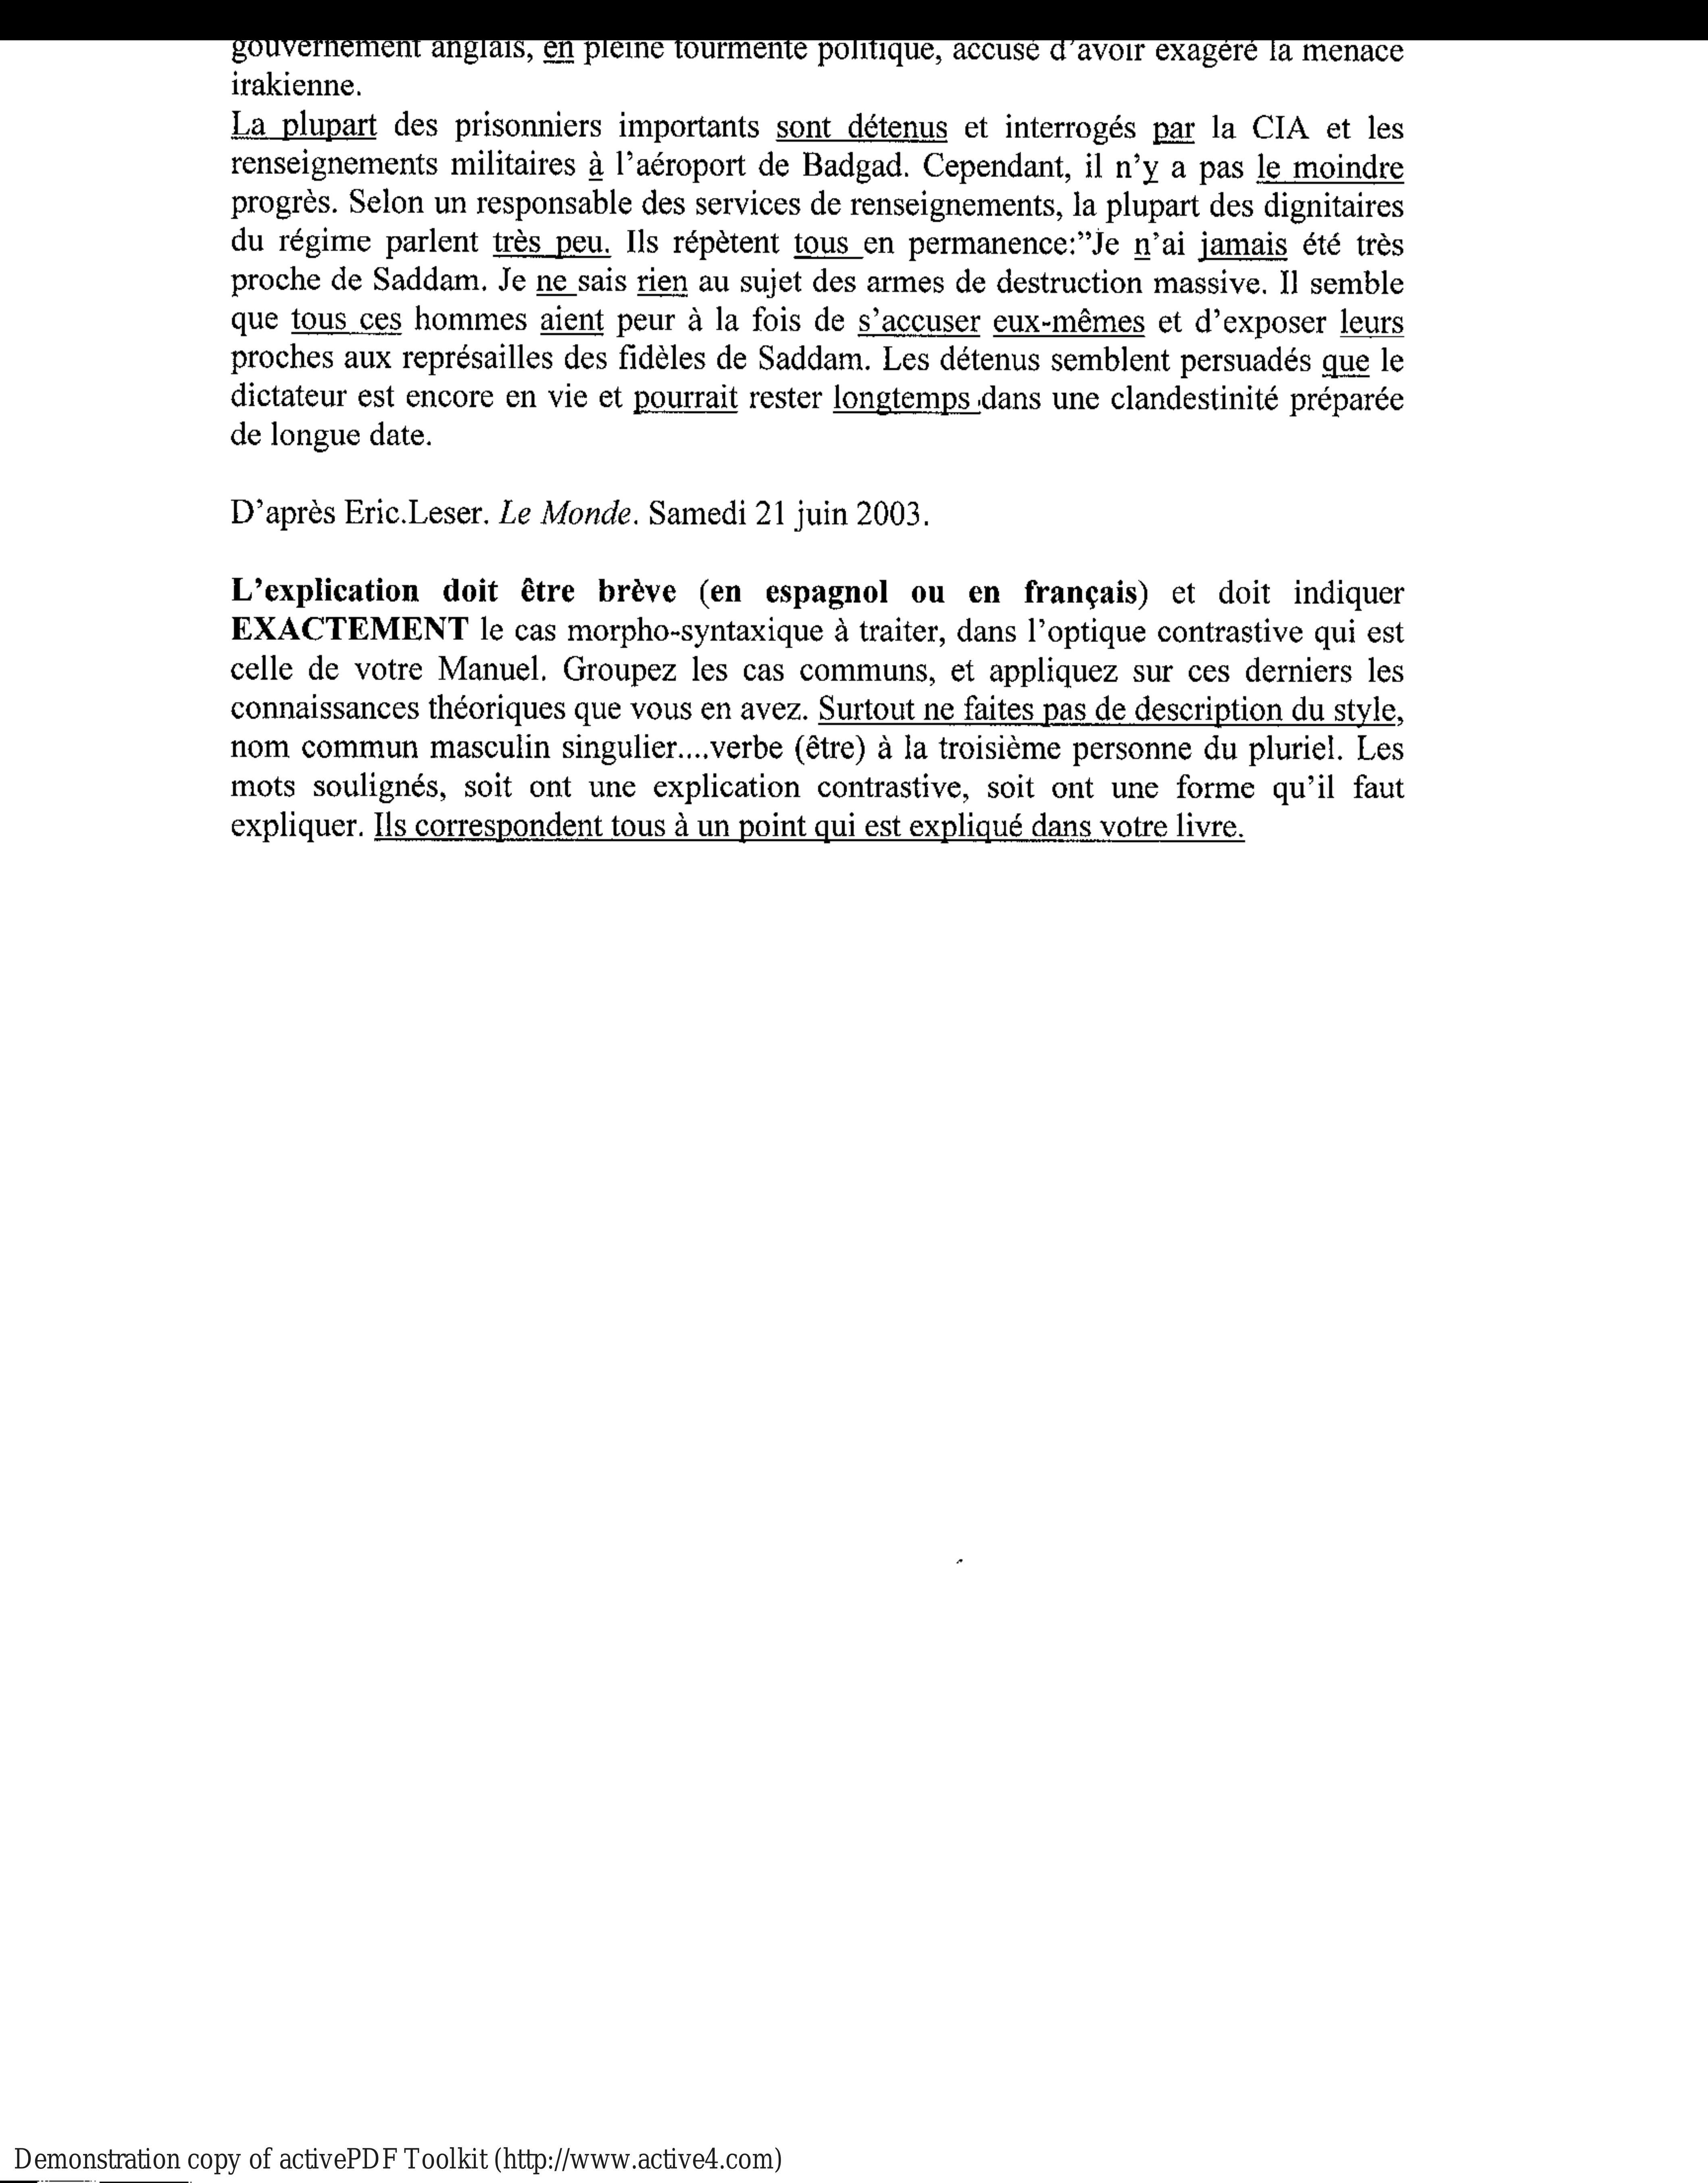 gouvernement anglais, en pleine tourmente politique, accusé d'avoir exagéré la menace
irakienne.
La plupart des prisonniers importants sont détenus et interrogés par la CIA et les
renseignements militaires à l'aéroport de Badgad. Cependant, il n'y a pas le moindre
progrès. Selon un responsable des services de renseignements, la plupart des dignitaires
du régime parlent très peu. Ils répètent tous en permanence:"Je n'ai jamais été très
proche de Saddam. Je ne sais rien au sujet des armes de destruction massive. Il semble
que tous ces hommes aient peur à la fois de s'accuser eux-mêmes et d'exposer leurs
proches aux représailles des fidèles de Saddam. Les détenus semblent persuadés que le
dictateur est encore en vie et pourrait rester longtemps dans une clandestinité préparée
de longue date.
D'après Eric.Leser. Le Monde. Samedi 21 juin 2003.
L'explication doit être brève (en espagnol ou en français) et doit indiquer
EXACTEMENT le cas morpho-syntaxique à traiter, dans l'optique contrastive qui est
celle de votre Manuel. Groupez les cas communs, et appliquez sur ces derniers les
connaissances théoriques que vous en avez. Surtout ne faites pas de description du style,
nom commun masculin singulier....verbe (être) à la troisième personne du pluriel. Les
mots soulignés, soit ont une explication contrastive, soit ont une forme qu'il faut
expliquer. Ils correspondent tous à un point qui est expliqué dans votre livre.
Demonstration copy of activePDF Toolkit (http://www.active4.com)